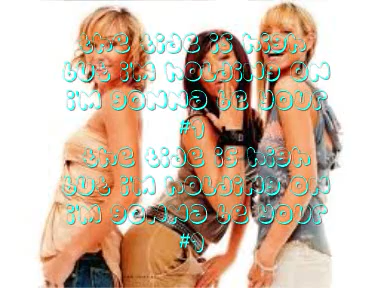 the tide is high
but i'm holding on
i'm gonna be your
#1
the tide is high
but i'm holding on
i'm gonna be your
#1